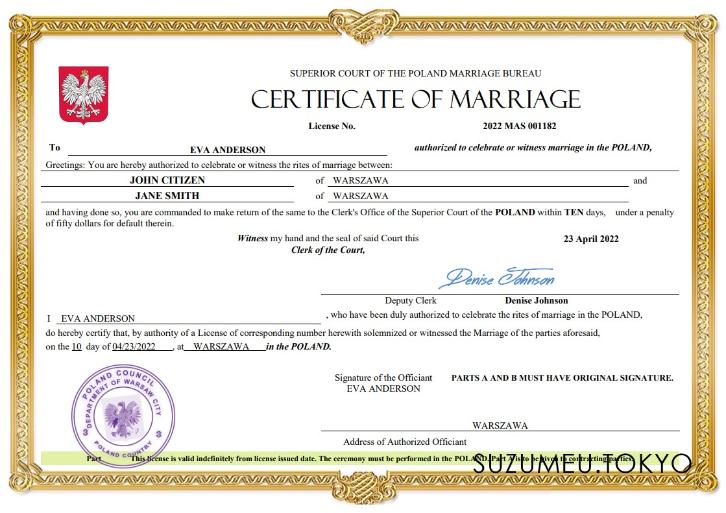 SUPERIOR COURT OF THE POLAND MARRIAGE BUREAU
CERTIFICATE OF MARRIAGE
License No. 2022 MAS 001182
To EVA ANDERSON authorized to celebrate or witness marriage in the POLAND,
Greetings: You are hereby authorized to celebrate or witness the rites of marriage between:
JOHN CITIZEN of WARSZAWA and
JANE SMITH of WARSZAWA
and having done so, you are commanded to make return of the same to the Clerk's Office of the Superior Court of the POLAND within TEN days, under a penalty
of fifty dollars for default therein.
Witness my hand and the seal of said Court this 23 April 2022
Clerk of the Court,
Denise Johnson
Deputy Clerk Denise Johnson
I EVA ANDERSON , who have been duly authorized to celebrate the rites of marriage in the POLAND,
do hereby certify that, by authority of a License of corresponding number herewith solemnized or witnessed the Marriage of the parties aforesaid,
on the 10 day of 04/23/2022 , at WARSZAWA in the POLAND.
POLAND COUNCIL
DEPARTMENT OF WARSAW CITY
POLAND COUNTRY
Signature of the Officiant PARTS A AND B MUST HAVE ORIGINAL SIGNATURE.
EVA ANDERSON
WARSZAWA
Address of Authorized Officiant
Part This license is valid indefinitely from license issued date. The ceremony must be performed in the POLAND. Part A is to be given to contracting parties.
SUZUMEU.TOKYO